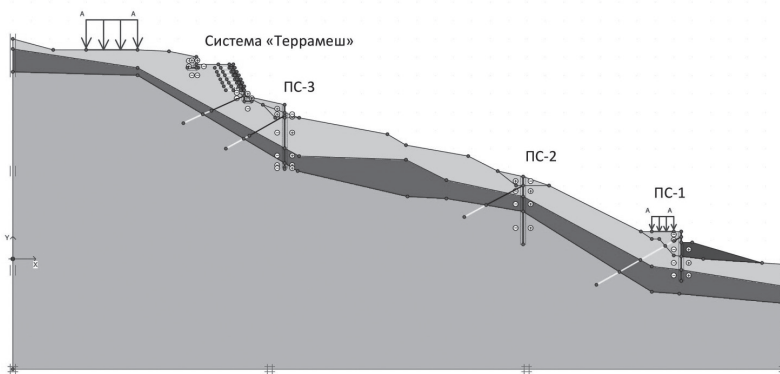 A A
Система «Террамеш»
ПС-3
ПС-2
ПС-1
A A
Y
X